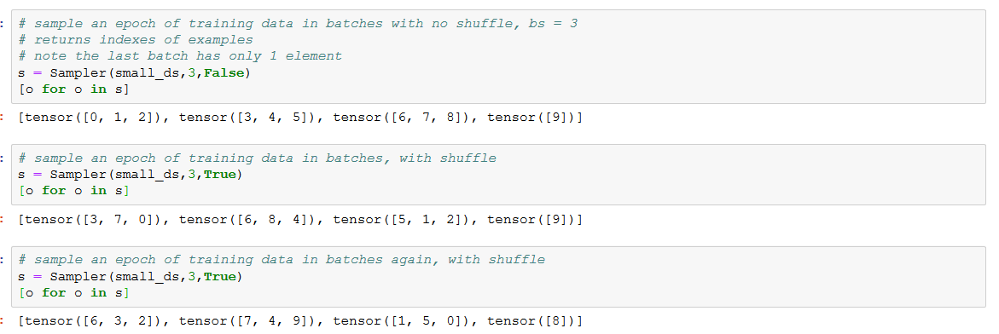 : # sample an epoch of training data in batches with no shuffle, bs = 3
# returns indexes of examples
# note the last batch has only 1 element
s = Sampler(small_ds,3,False)
[o for o in s]
: [tensor([0, 1, 2]), tensor([3, 4, 5]), tensor([6, 7, 8]), tensor([9])]
: # sample an epoch of training data in batches, with shuffle
s = Sampler(small_ds,3,True)
[o for o in s]
: [tensor([3, 7, 0]), tensor([6, 8, 4]), tensor([5, 1, 2]), tensor([9])]
: # sample an epoch of training data in batches again, with shuffle
s = Sampler(small_ds,3,True)
[o for o in s]
: [tensor([6, 3, 2]), tensor([7, 4, 9]), tensor([1, 5, 0]), tensor([8])]